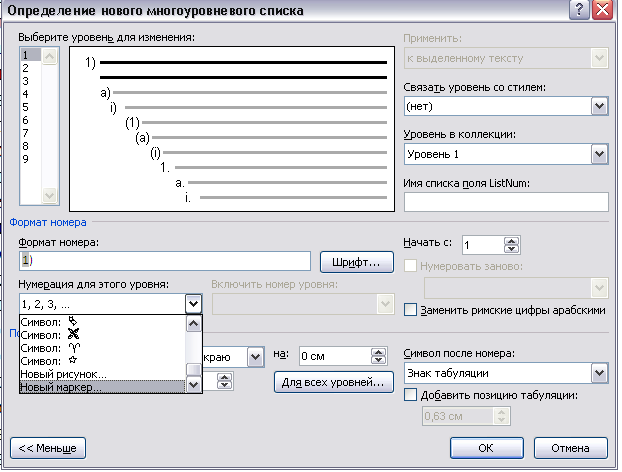 Определение нового многоуровневого списка
Выберите уровень для изменения:
1
2
3
4
5
6
7
8
9
1)
a)
i)
(1)
(a)
(i)
1.
a.
i.
Применить:
к выделенному тексту
Связать уровень со стилем:
(нет)
Уровень в коллекции:
Уровень 1
Имя списка поля ListNum:
Формат номера
Формат номера:
1)
Шрифт...
Начать с:
1
Нумеровать заново:
Нумерация для этого уровня:
1, 2, 3, ...
Включить номер уровня:
Заменить римские цифры арабскими
Символ:
Символ:
Символ: ♈
Символ: ☆
Новый рисунок...
Новый маркер...
краю
на:
0 см
Для всех уровней...
Символ после номера:
Знак табуляции
Добавить позицию табуляции:
0,63 см
<< Меньше
ОК
Отмена